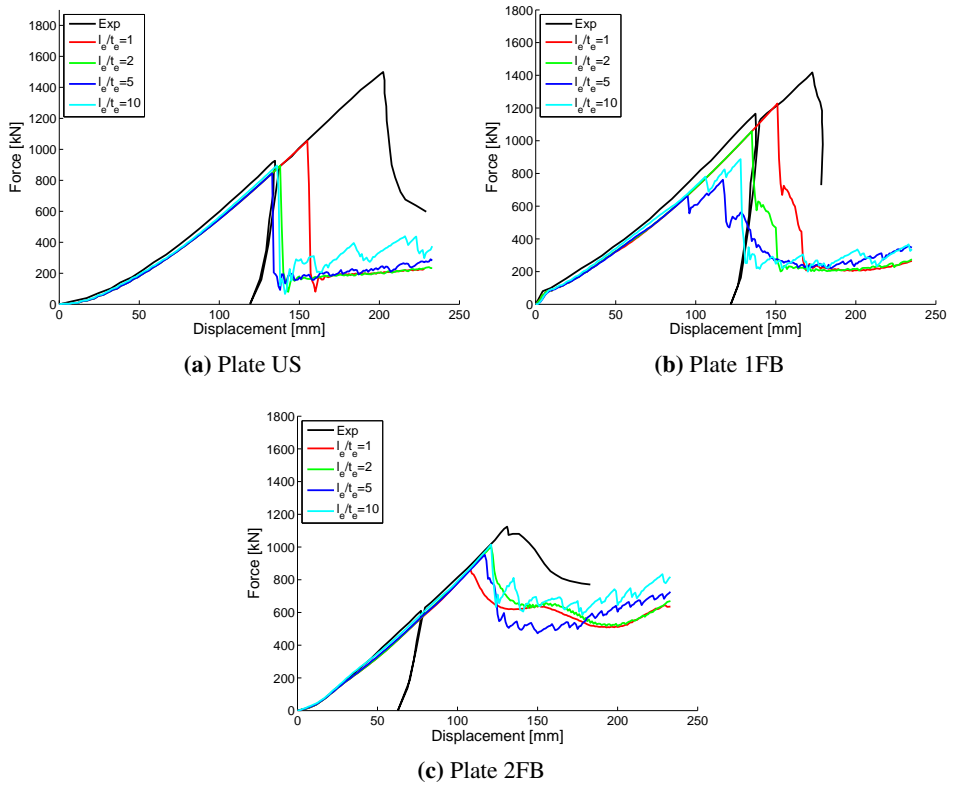 1800
1600
1400
1200
1000
800
600
400
200
0
Force [kN]
Exp
l_e/t_e=1
l_e/t_e=2
l_e/t_e=5
l_e/t_e=10
0 50 100 150 200 250
Displacement [mm]
(a) Plate US
1800
1600
1400
1200
1000
800
600
400
200
0
Force [kN]
Exp
l_e/t_e=1
l_e/t_e=2
l_e/t_e=5
l_e/t_e=10
0 50 100 150 200 250
Displacement [mm]
(b) Plate 1FB
1800
1600
1400
1200
1000
800
600
400
200
0
Force [kN]
Exp
l_e/t_e=1
l_e/t_e=2
l_e/t_e=5
l_e/t_e=10
0 50 100 150 200 250
Displacement [mm]
(c) Plate 2FB